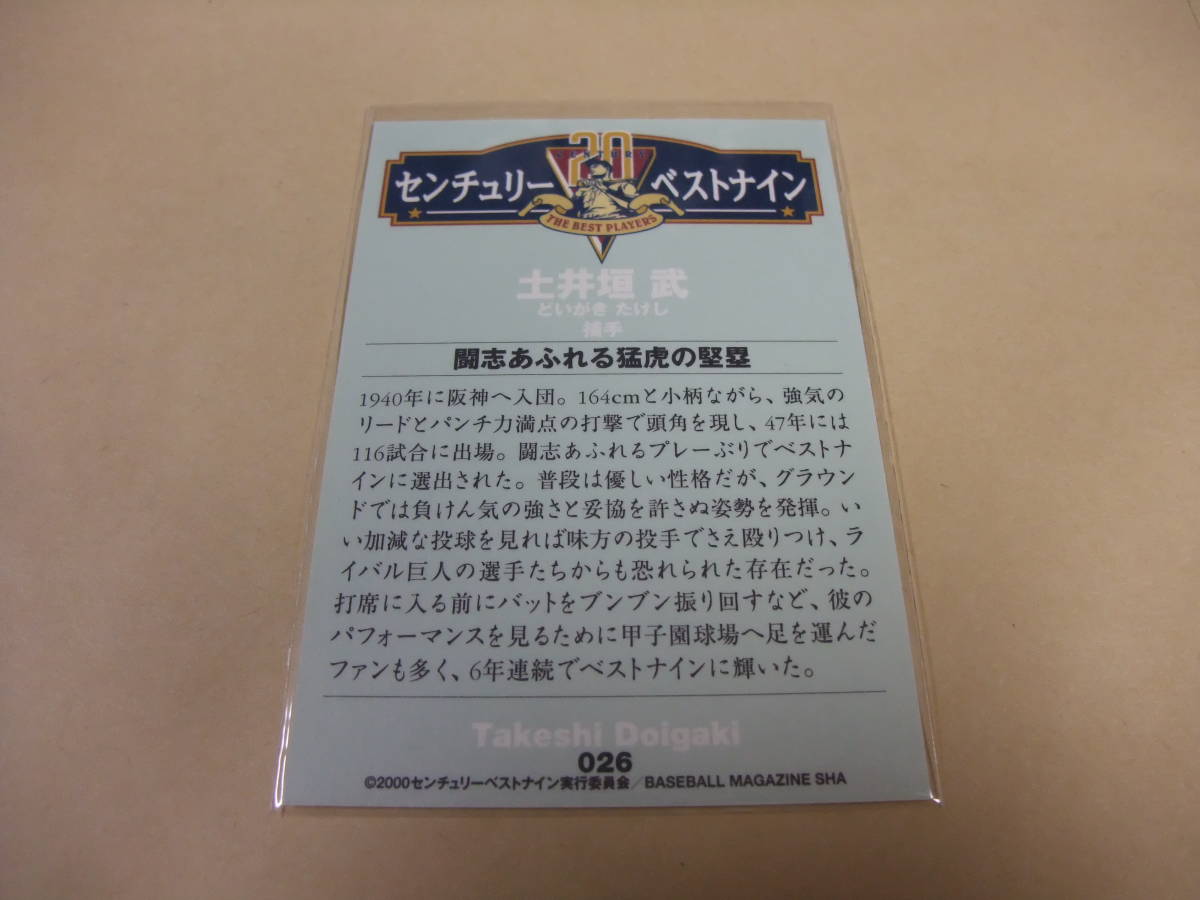 20
CENTURY
センチュリー ベストナイン
THE BEST PLAYERS
土井垣 武
どいがき たけし
捕手
闘志あふれる猛虎の堅塁
1940年に阪神へ入団。164cmと小柄ながら、強気の
リードとパンチ力満点の打撃で頭角を現し、47年には
116試合に出場。闘志あふれるプレーぶりでベストナ
インに選出された。普段は優しい性格だが、グラウン
ドでは負けん気の強さと妥協を許さぬ姿勢を発揮。い
い加減な投球を見れば味方の投手でさえ殴りつけ、ラ
イバル巨人の選手たちからも恐れられた存在だった。
打席に入る前にバットをブンブン振り回すなど、彼の
パフォーマンスを見るために甲子園球場へ足を運んだ
ファンも多く、6年連続でベストナインに輝いた。
Takeshi Doigaki
026
©2000センチュリーベストナイン実行委員会/BASEBALL MAGAZINE SHA